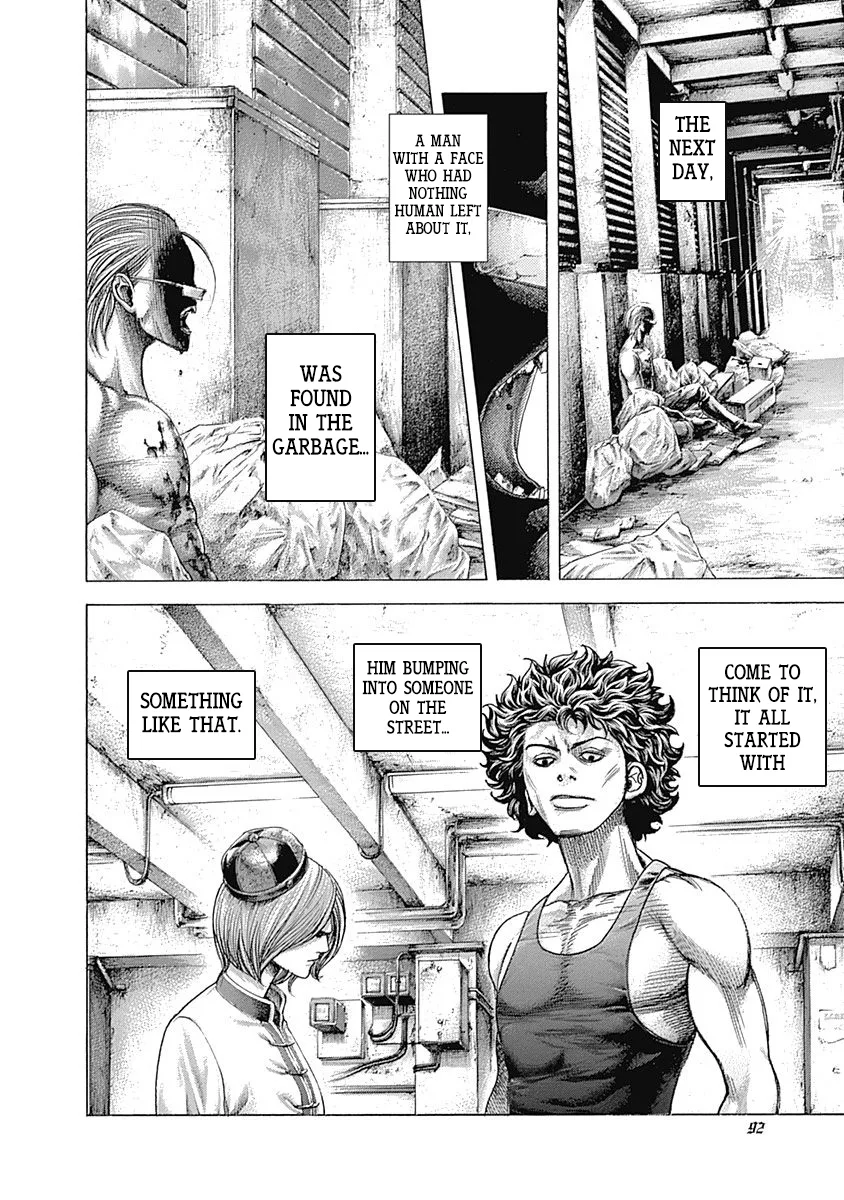 THE
NEXT
DAY,
A MAN
WITH A FACE
WHO HAD
NOTHING
HUMAN LEFT
ABOUT IT,
WAS
FOUND
IN THE
GARBAGE...
COME TO
THINK OF IT,
IT ALL
STARTED
WITH
HIM BUMPING
INTO SOMEONE
ON THE
STREET...
SOMETHING
LIKE THAT.
92